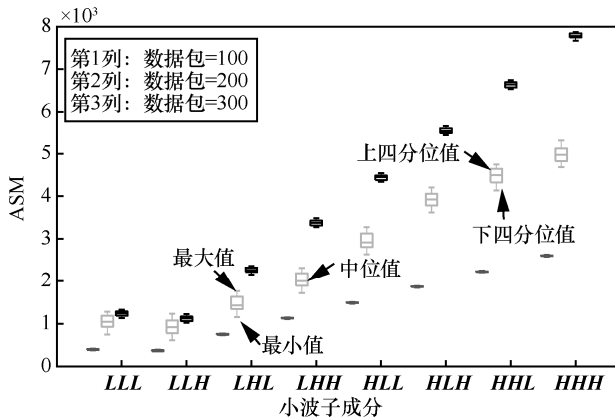 ×10³
8
第1列：数据包=100
第2列：数据包=200
第3列：数据包=300
7
6
5
4
3
2
1
0
ASM
上四分位值
下四分位值
最大值
中位值
最小值
LLL LLH LHL LHH HLL HLH HHL HHH
小波子成分